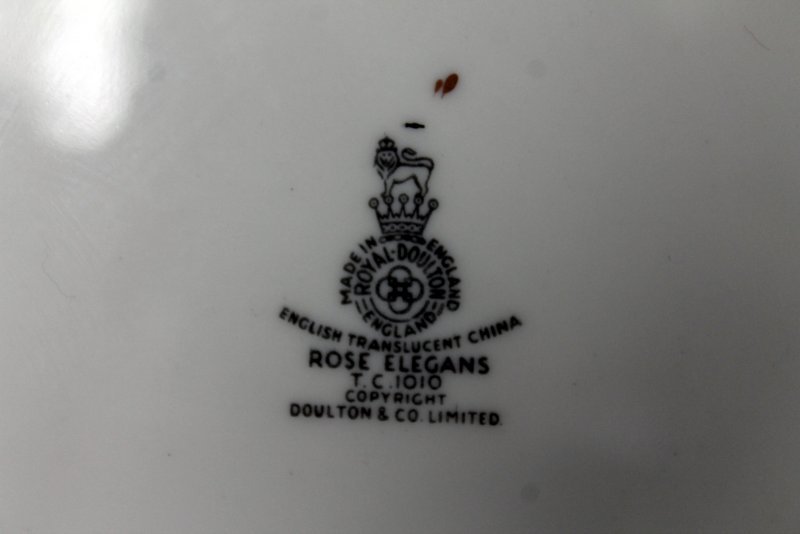 MADE IN ENGLAND
ROYAL·DOULTON
ENGLAND
ENGLISH TRANSLUCENT CHINA
ROSE ELEGANS
T.C.1010
COPYRIGHT
DOULTON & CO. LIMITED.